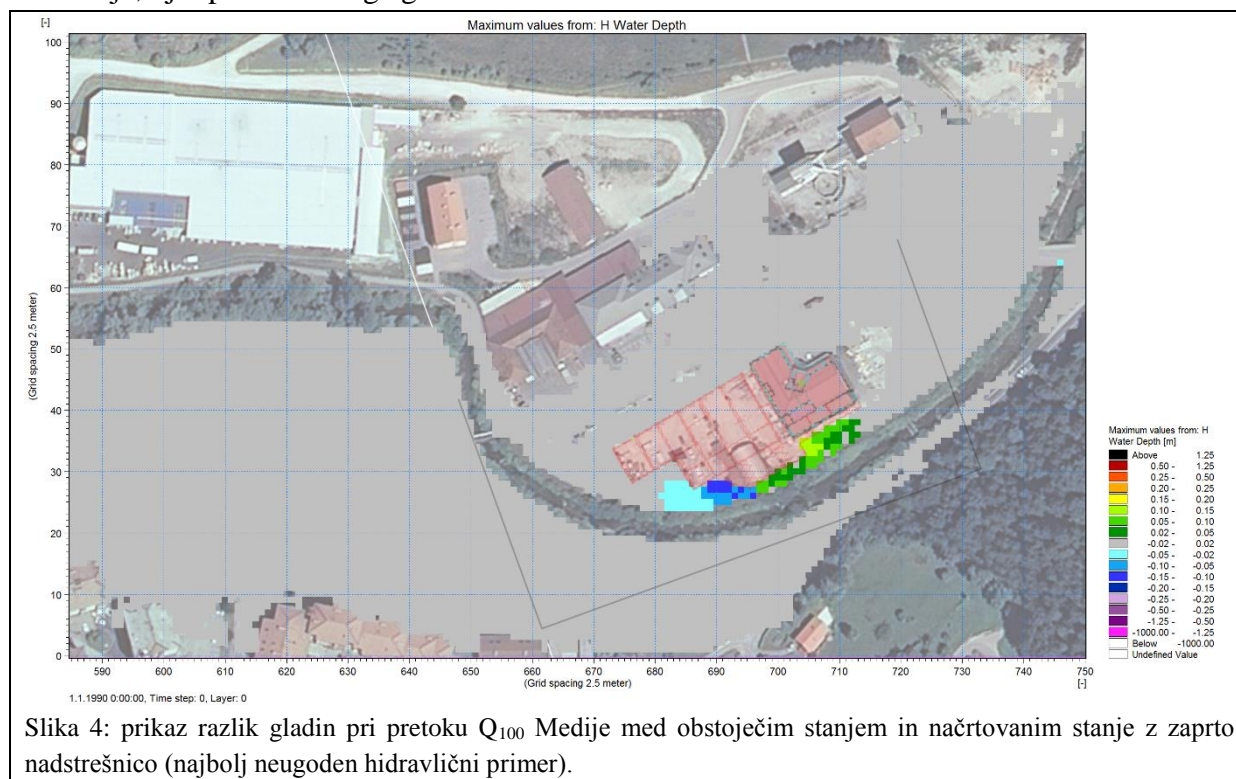 Maximum values from: H Water Depth
[-]
100
90
80
70
60
50
40
30
20
10
0
(Grid spacing 2.5 meter)
590 600 610 620 630 640 650 660 670 680 690 700 710 720 730 740 750
(Grid spacing 2.5 meter)
[-]
1.1.1990 0:00:00, Time step: 0, Layer: 0
Maximum values from: H
Water Depth [m]
Above 1.25
0.50 - 1.25
0.25 - 0.50
0.20 - 0.25
0.15 - 0.20
0.10 - 0.15
0.05 - 0.10
0.02 - 0.05
-0.02 - 0.02
-0.05 - -0.02
-0.10 - -0.05
-0.15 - -0.10
-0.20 - -0.15
-0.25 - -0.20
-0.50 - -0.25
-1.25 - -0.50
-1000.00 - -1.25
Below -1000.00
Undefined Value
Slika 4: prikaz razlik gladin pri pretoku Q₁₀₀ Medije med obstoječim stanjem in načrtovanim stanje z zaprto
nadstrešnico (najbolj neugoden hidravlični primer).